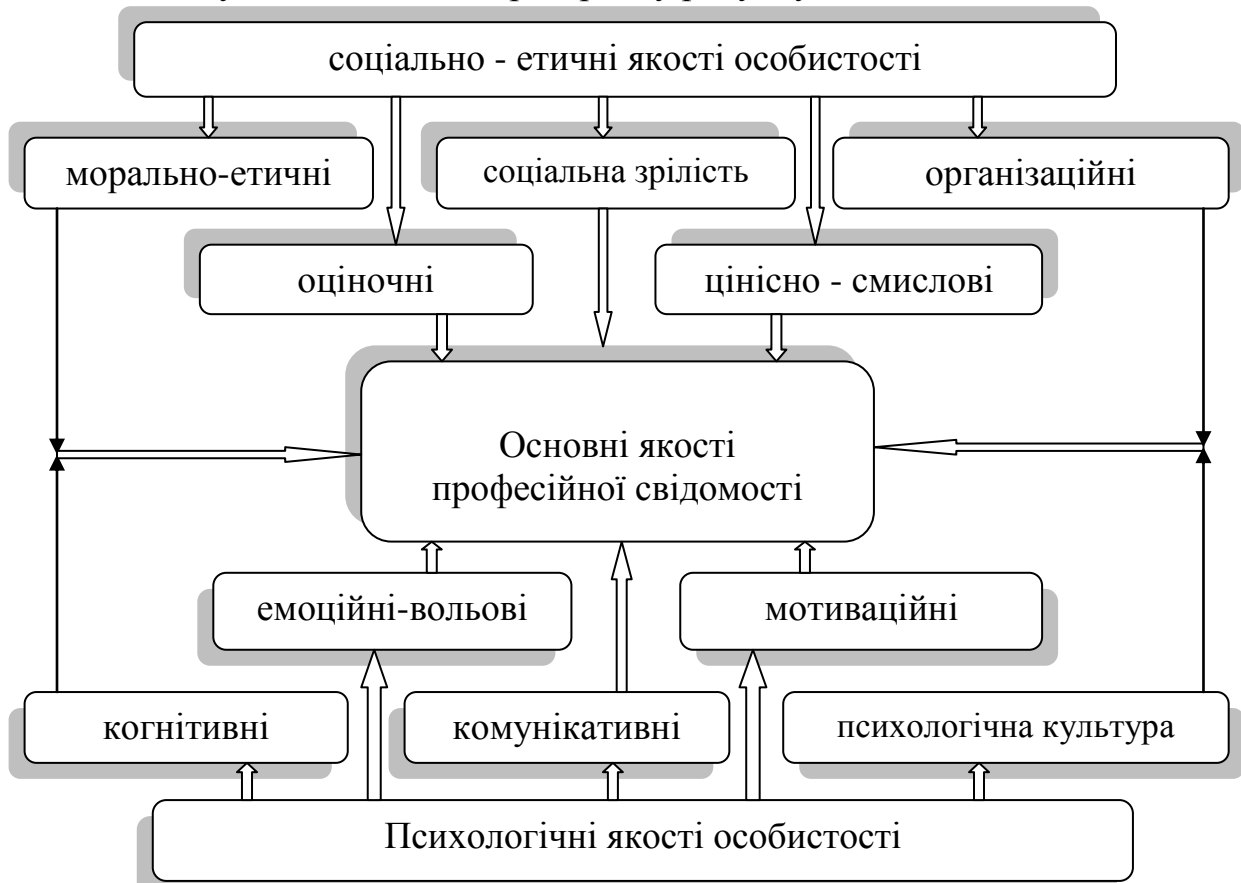 соціально - етичні якості особистості
морально-етичні
соціальна зрілість
організаційні
оціночні
цінісно - смислові
Основні якості
професійної свідомості
емоційні-вольові
мотиваційні
когнітивні
комунікативні
психологічна культура
Психологічні якості особистості